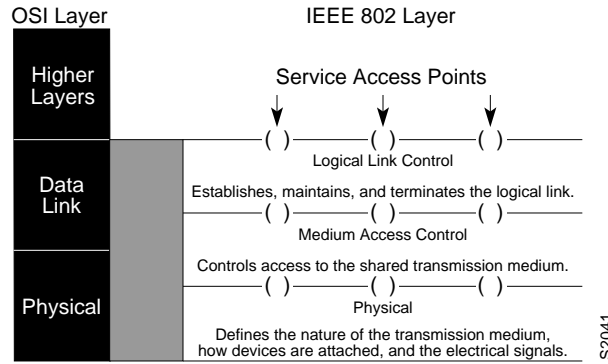 OSI Layer
IEEE 802 Layer
Higher
Layers
Service Access Points
( ) ( ) ( )
Logical Link Control
Data
Link
Establishes, maintains, and terminates the logical link.
( ) ( ) ( )
Medium Access Control
Controls access to the shared transmission medium.
( ) ( ) ( )
Physical
Physical
Defines the nature of the transmission medium,
how devices are attached, and the electrical signals.